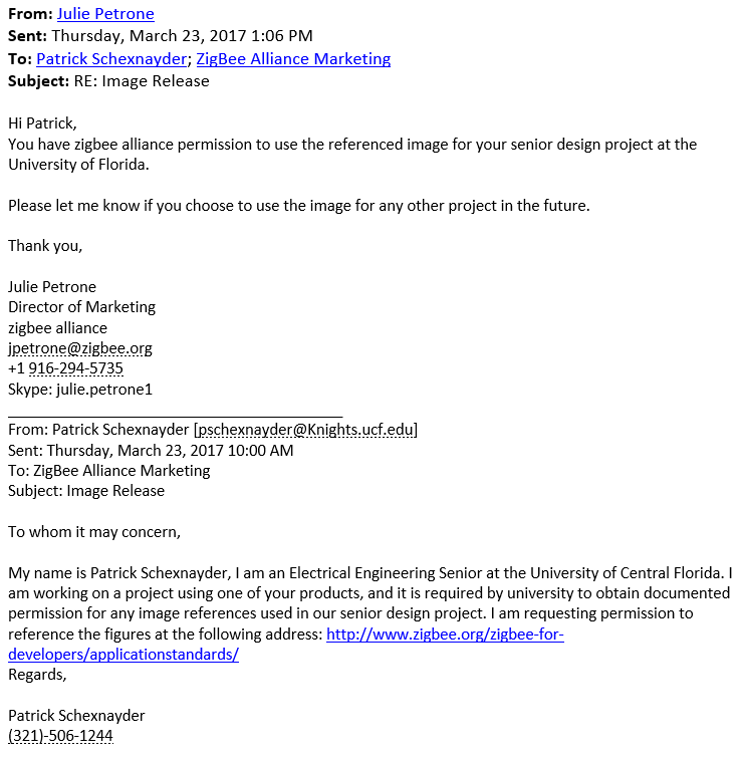 From: Julie Petrone
Sent: Thursday, March 23, 2017 1:06 PM
To: Patrick Schexnayder; ZigBee Alliance Marketing
Subject: RE: Image Release
Hi Patrick,
You have zigbee alliance permission to use the referenced image for your senior design project at the
University of Florida.
Please let me know if you choose to use the image for any other project in the future.
Thank you,
Julie Petrone
Director of Marketing
zigbee alliance
jpetrone@zigbee.org
+1 916-294-5735
Skype: julie.petrone1
From: Patrick Schexnayder [pschexnayder@Knights.ucf.edu]
Sent: Thursday, March 23, 2017 10:00 AM
To: ZigBee Alliance Marketing
Subject: Image Release
To whom it may concern,
My name is Patrick Schexnayder, I am an Electrical Engineering Senior at the University of Central Florida. I
am working on a project using one of your products, and it is required by university to obtain documented
permission for any image references used in our senior design project. I am requesting permission to
reference the figures at the following address: http://www.zigbee.org/zigbee-for-
developers/applicationstandards/
Regards,
Patrick Schexnayder
(321)-506-1244